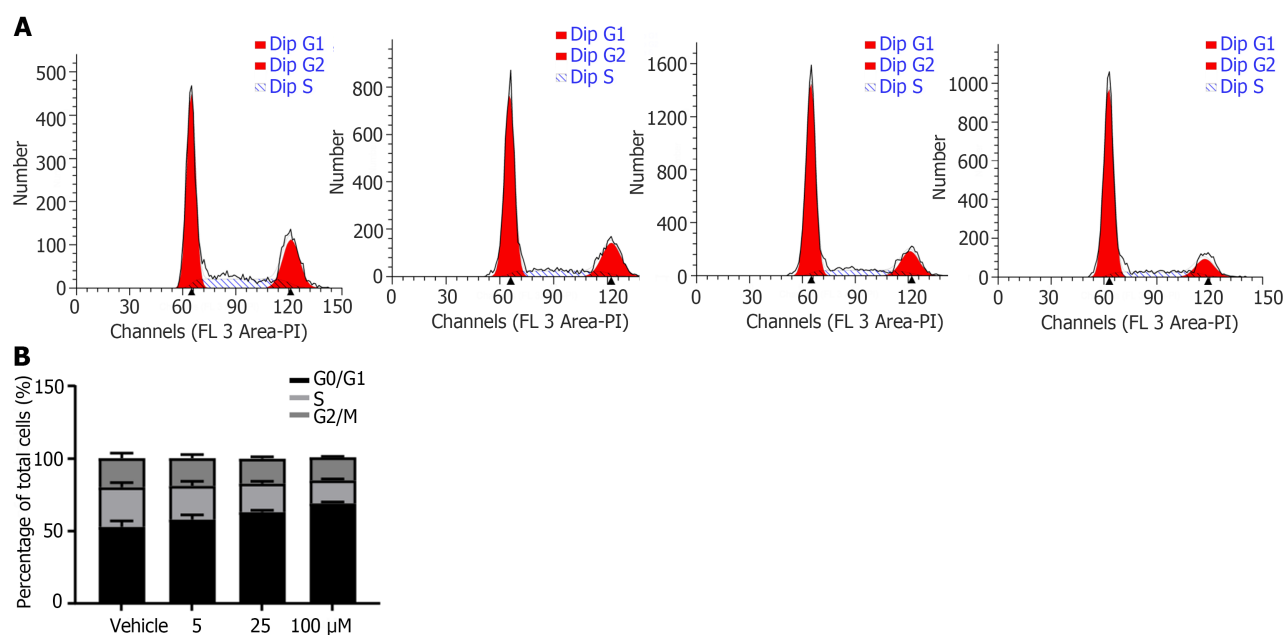 A
Dip G1
Dip G2
Dip S
500
400
300
200
100
0
Number
0 30 60 90 120 150
Channels (FL 3 Area-PI)
Dip G1
Dip G2
Dip S
800
600
400
200
0
Number
0 30 60 90 120
Channels (FL 3 Area-PI)
Dip G1
Dip G2
Dip S
1600
1200
800
400
0
Number
0 30 60 90 120
Channels (FL 3 Area-PI)
Dip G1
Dip G2
Dip S
1000
800
600
400
200
0
Number
0 30 60 90 120 150
Channels (FL 3 Area-PI)
B
G0/G1
S
G2/M
150
100
50
0
Percentage of total cells (%)
Vehicle 5 25 100 µM